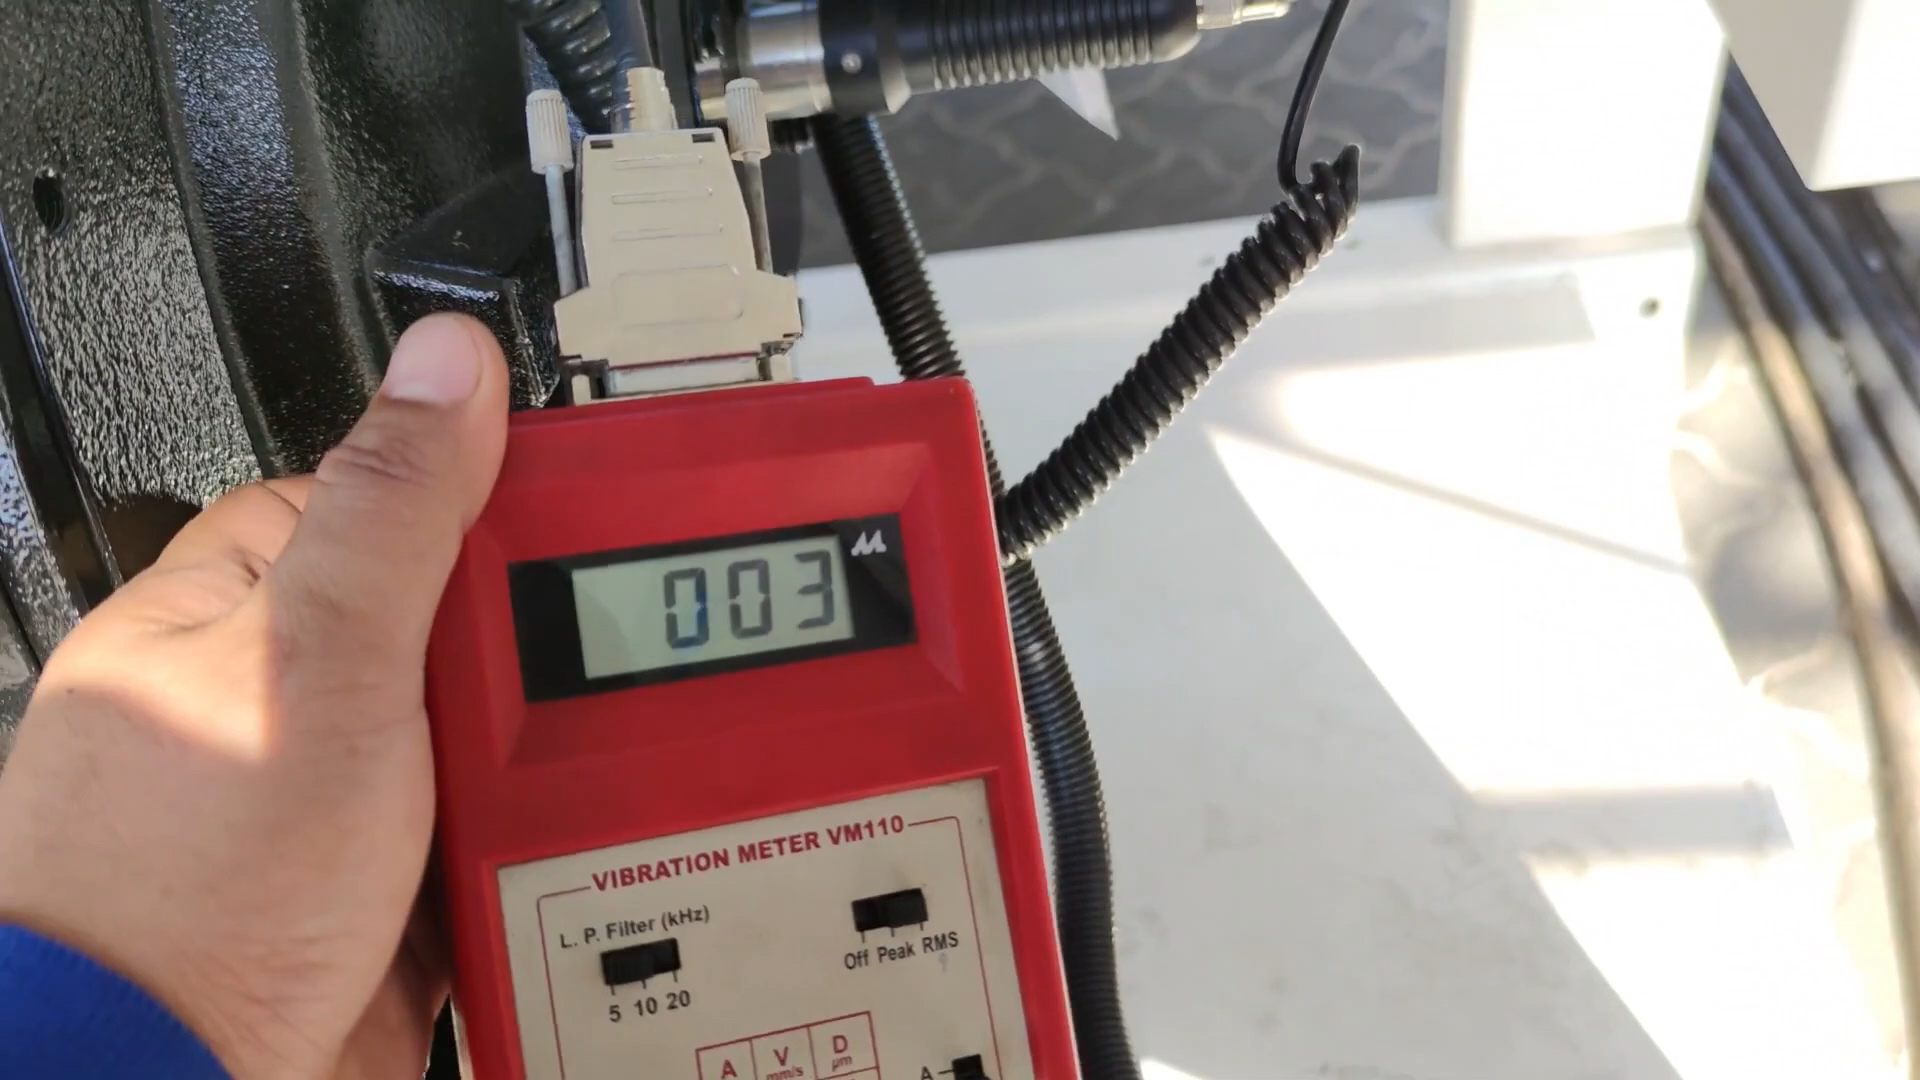 003
VIBRATION METER VM110
L. P. Filter (kHz)
5 10 20
Off Peak RMS
A V D
mm/s µm
A